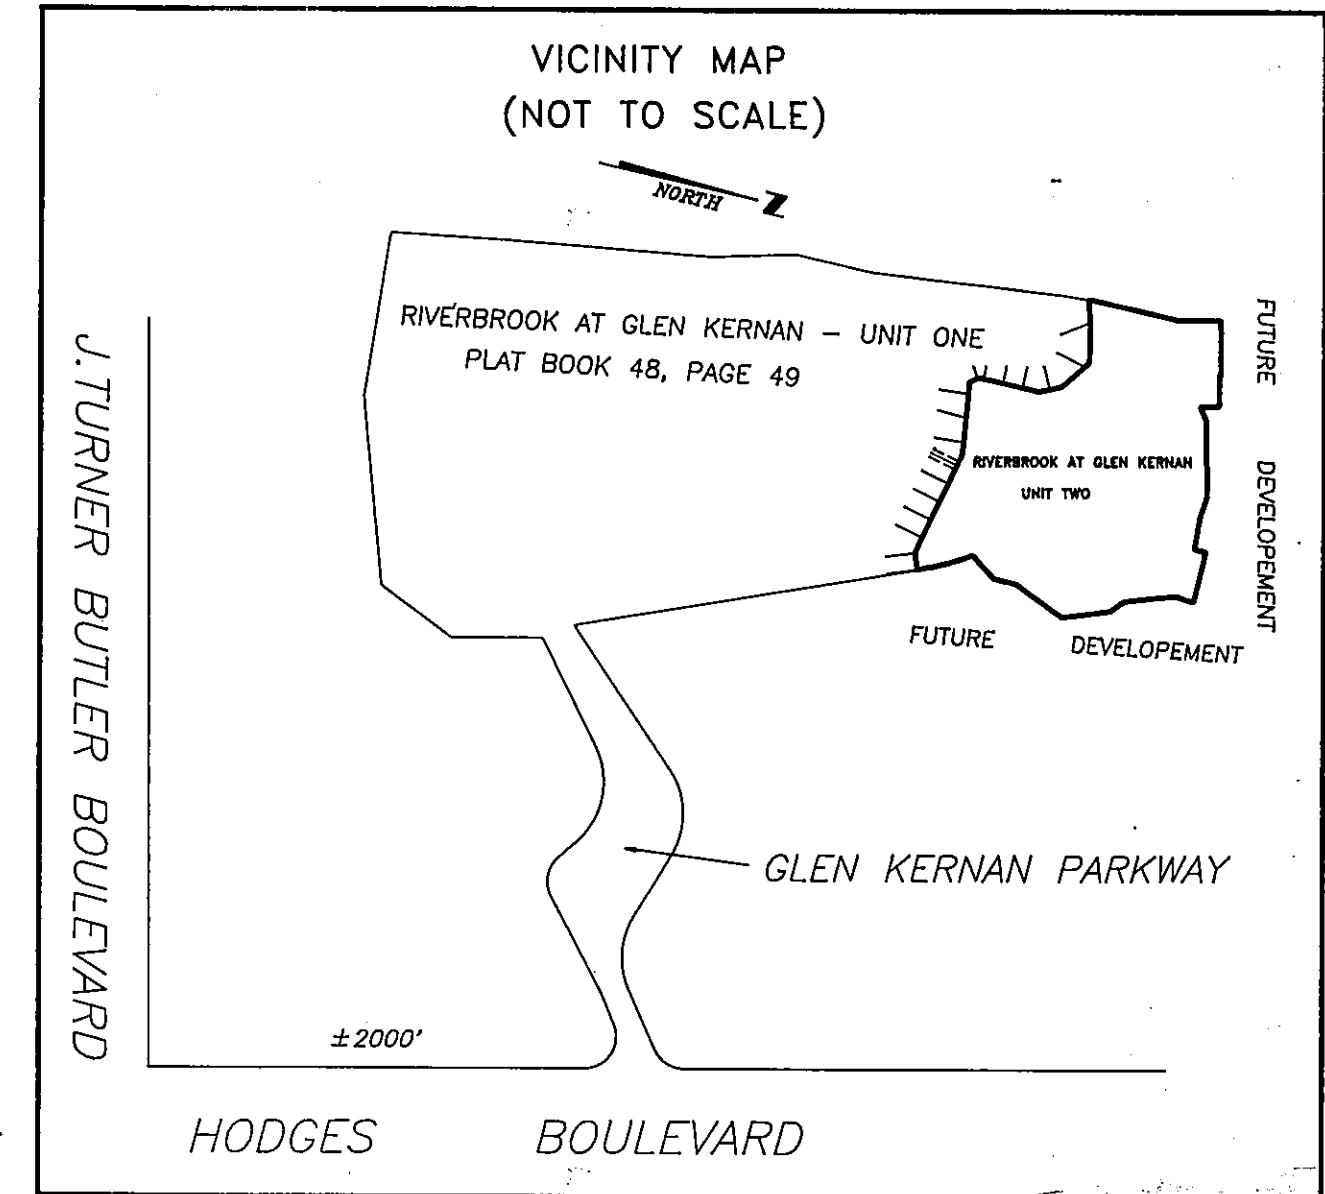 VICINITY MAP
(NOT TO SCALE)
NORTH
N
RIVERBROOK AT GLEN KERNAN – UNIT ONE
PLAT BOOK 48, PAGE 49
FUTURE DEVELOPEMENT
RIVERBROOK AT GLEN KERNAN
UNIT TWO
FUTURE DEVELOPEMENT
J.TURNER BUTLER BOULEVARD
GLEN KERNAN PARKWAY
±2000'
HODGES BOULEVARD